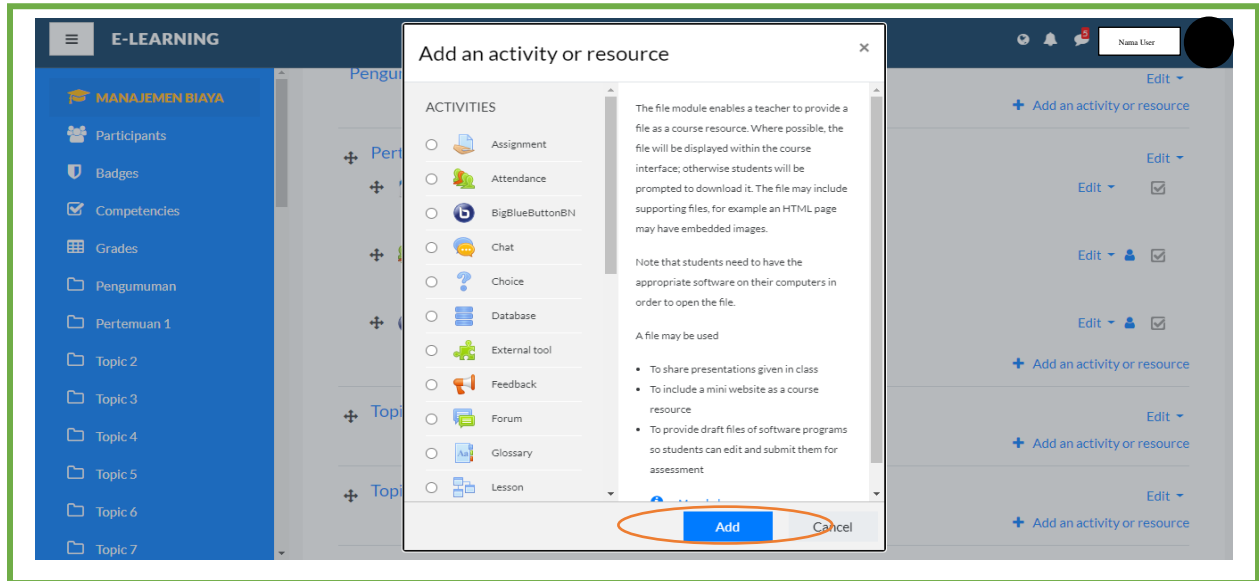 E-LEARNING
5
Nama User
MANAJEMEN BIAYA
Participants
Badges
Competencies
Grades
Pengumuman
Pertemuan 1
Topic 2
Topic 3
Topic 4
Topic 5
Topic 6
Topic 7
Add an activity or resource
×
ACTIVITIES
Assignment
Attendance
BigBlueButtonBN
Chat
Choice
Database
External tool
Feedback
Forum
Glossary
Lesson
The file module enables a teacher to provide a
file as a course resource. Where possible, the
file will be displayed within the course
interface; otherwise students will be
prompted to download it. The file may include
supporting files, for example an HTML page
may have embedded images.
Note that students need to have the
appropriate software on their computers in
order to open the file.
A file may be used
• To share presentations given in class
• To include a mini website as a course
resource
• To provide draft files of software programs
so students can edit and submit them for
assessment
Add
Cancel
Edit
Add an activity or resource
Edit
Edit
Edit
Edit
Add an activity or resource
Edit
Add an activity or resource
Edit
Add an activity or resource